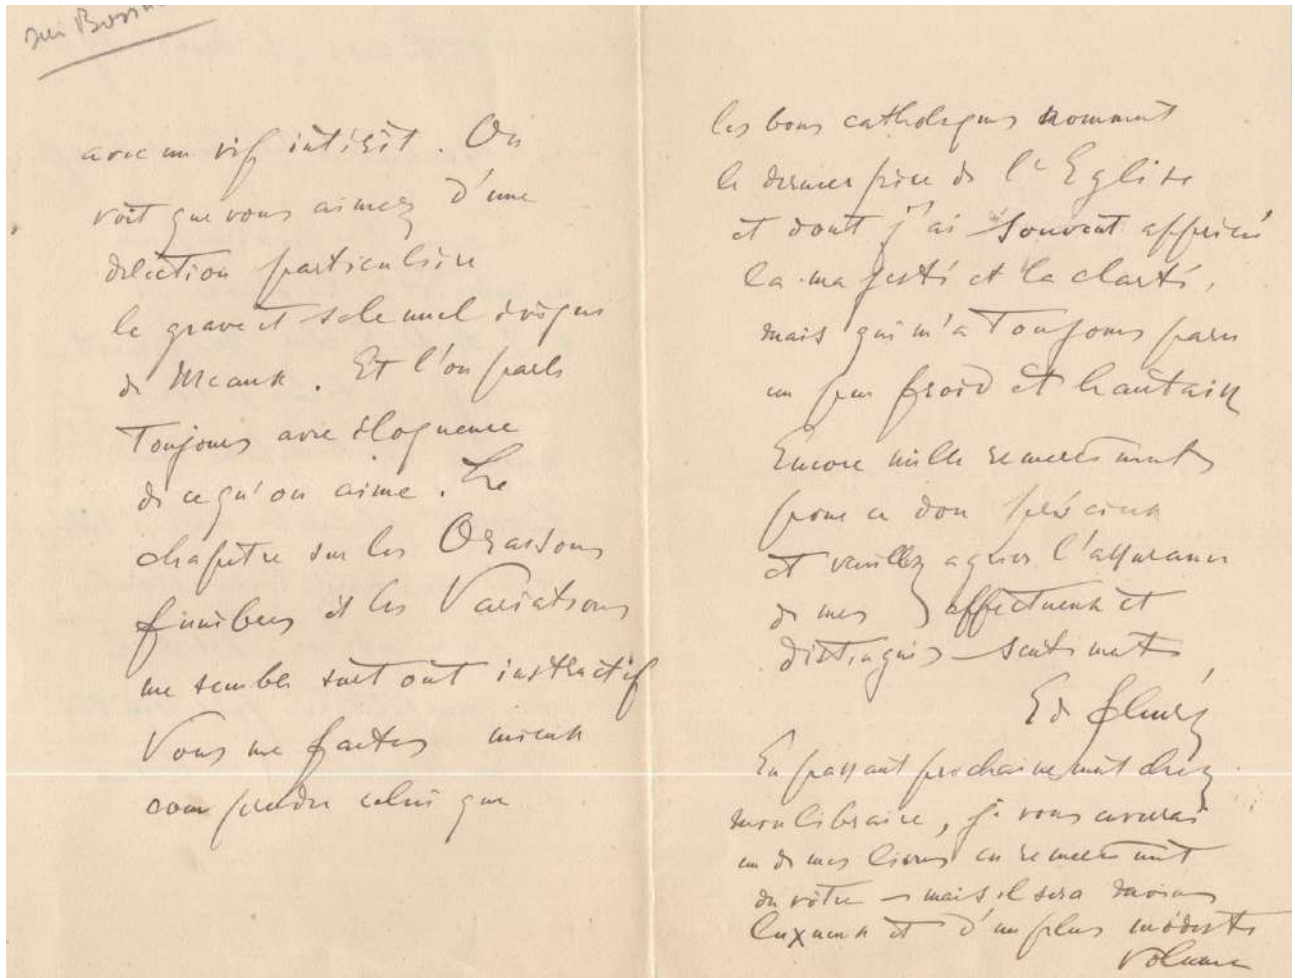 sur Bossu
avec un vif intérêt. On
voit que vous aimez d'une
dilection particulière
le grave et solennel évêque
de Meaux. Et l'on parle
Toujours avec éloquence
de ce qu'on aime. Le
chapitre sur les Oraisons
funèbres et les Variations
me semble surtout instructif
Vous me faites mieux
comprendre celui que
les bons catholiques nomment
le dernier père de l'Eglise
et dont j'ai souvent apprécié
la majesté et la clarté,
mais qui m'a Toujours paru
un peu froid et hautain
Encore mille remerciements
pour ce don précieux
et veuillez agréer l'assurance
de mes affectueux et
distingués sentiments
Ed
En passant prochainement chez
mon libraire, je vous enverrai
un de mes livres en remerciement
du vôtre – mais il sera moins
luxueux et d'un plus modeste
volume